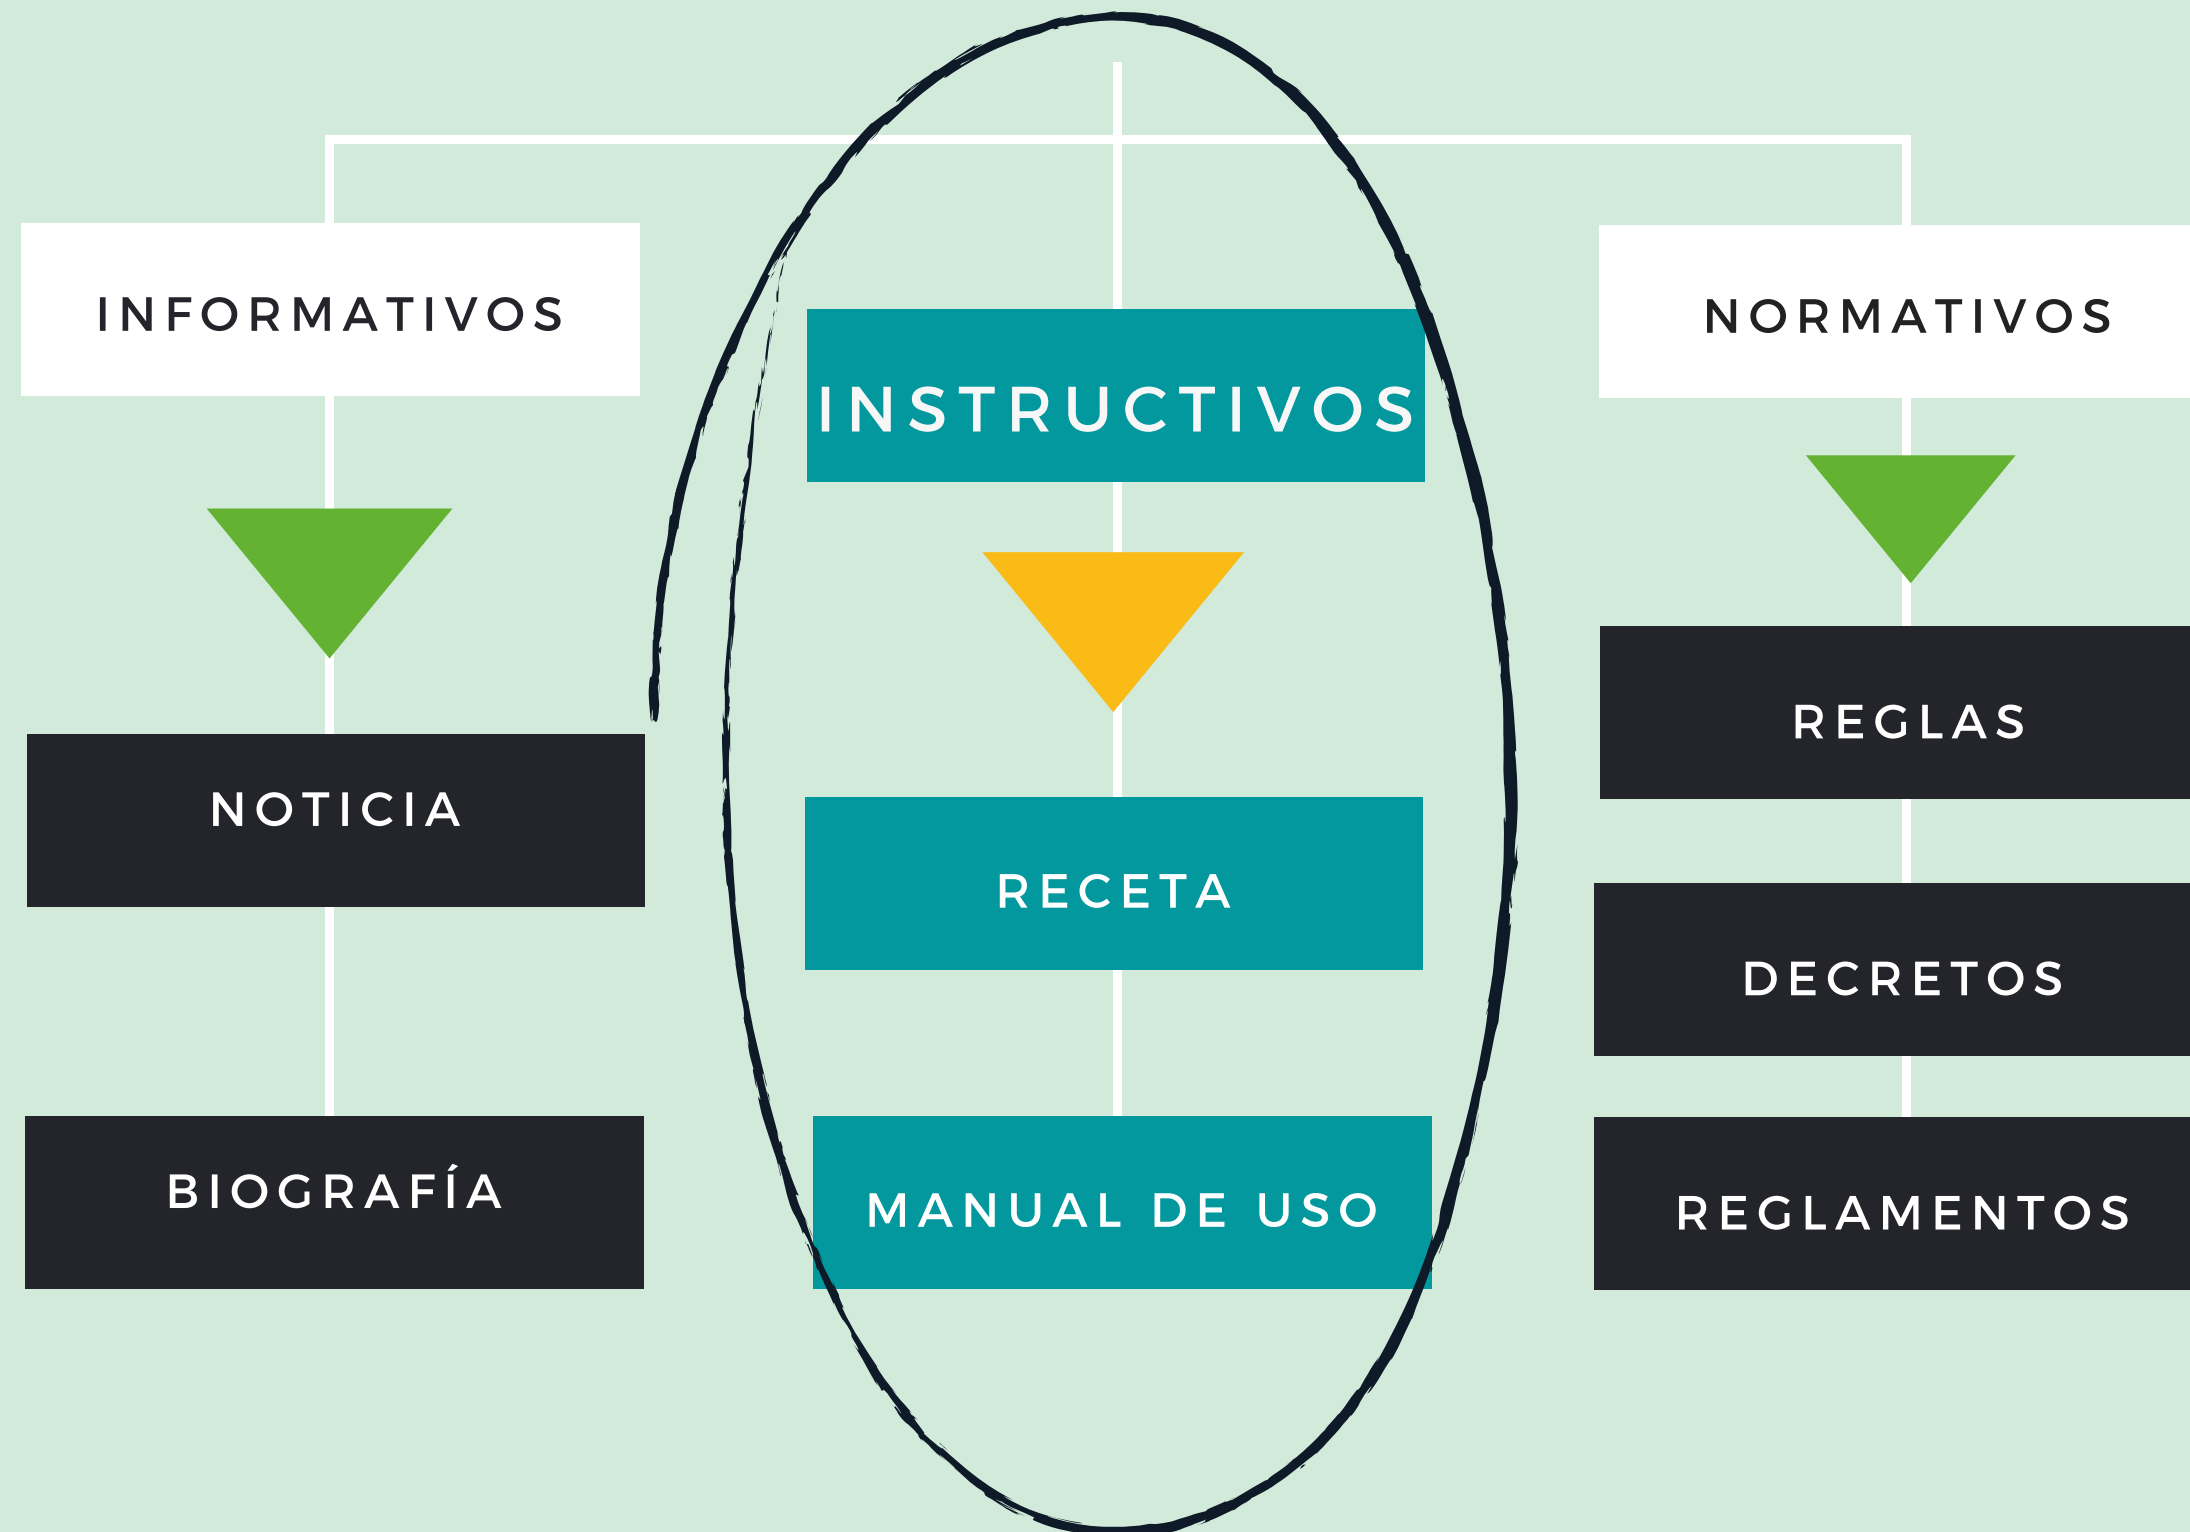 INFORMATIVOS
NOTICIA
BIOGRAFÍA
INSTRUCTIVOS
RECETA
MANUAL DE USO
NORMATIVOS
REGLAS
DECRETOS
REGLAMENTOS